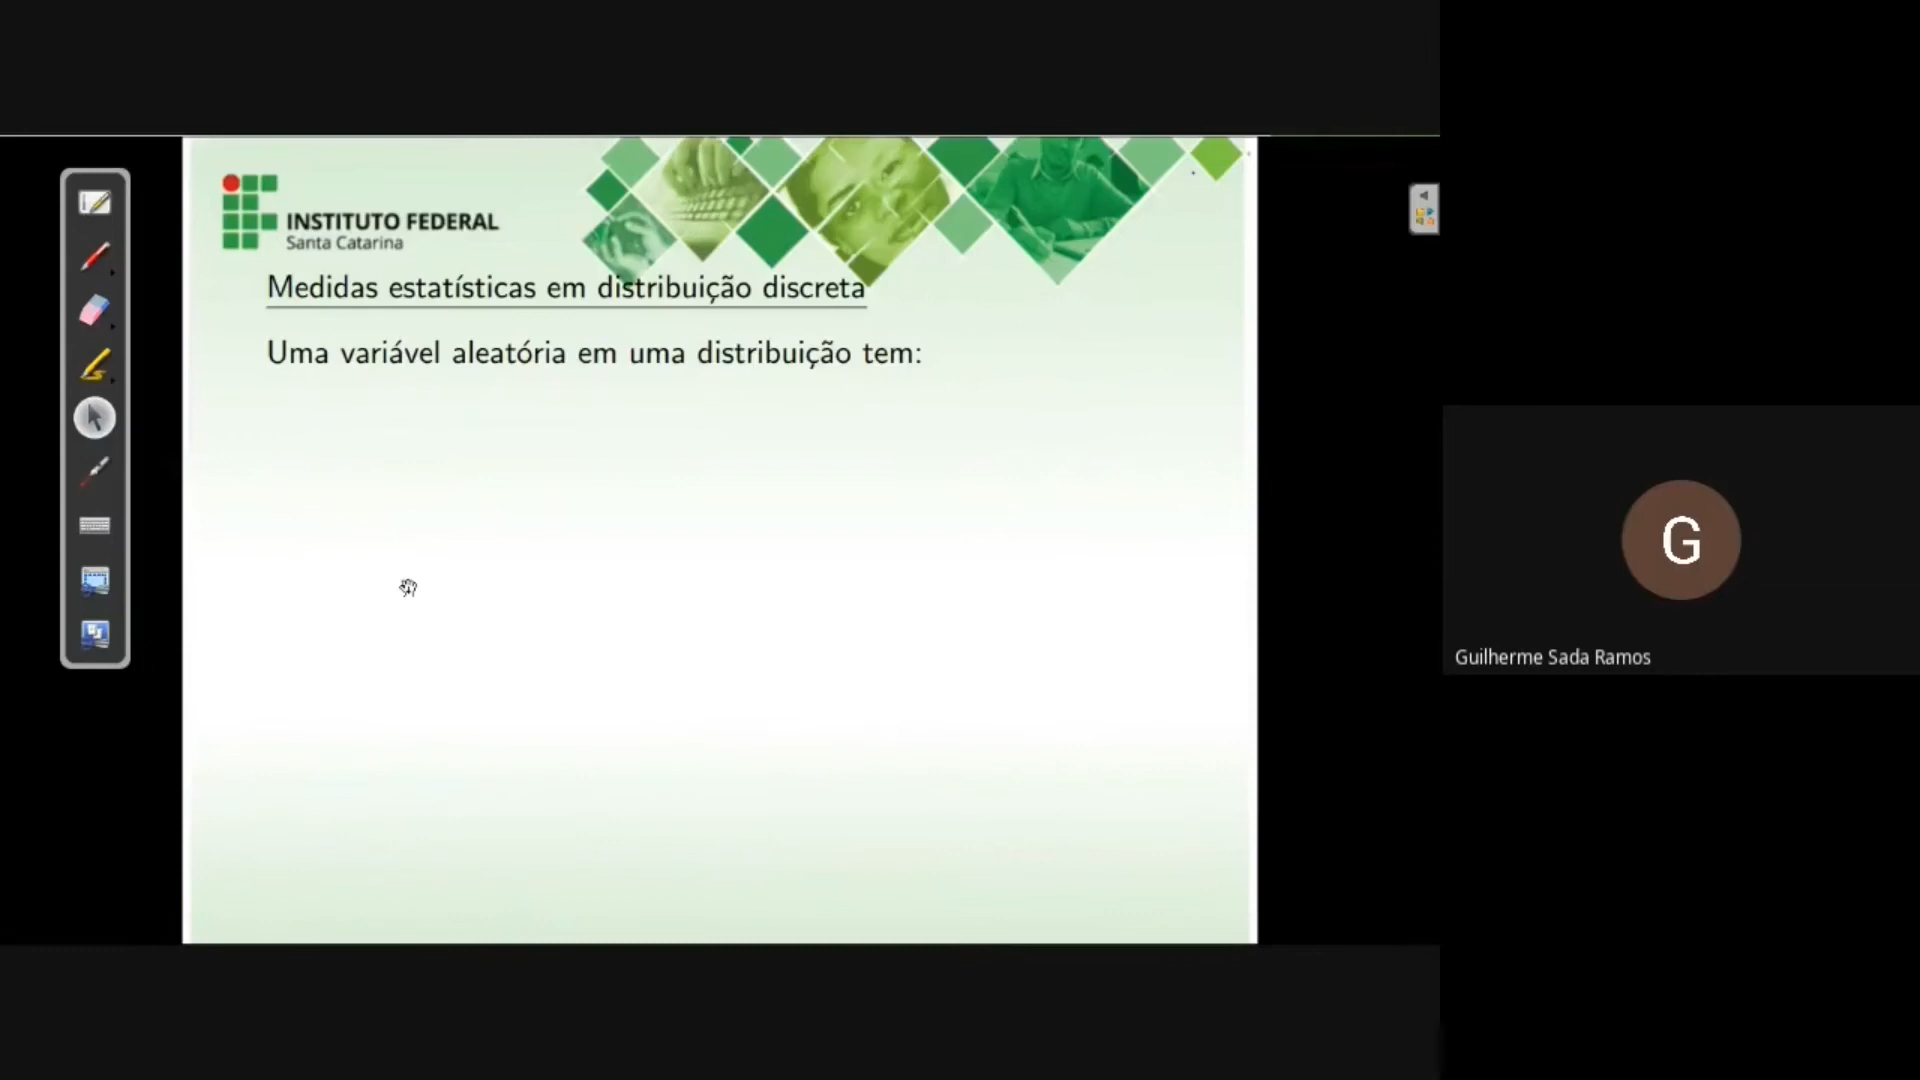 INSTITUTO FEDERAL
Santa Catarina
Medidas estatísticas em distribuição discreta
Uma variável aleatória em uma distribuição tem:
G
Guilherme Sada Ramos